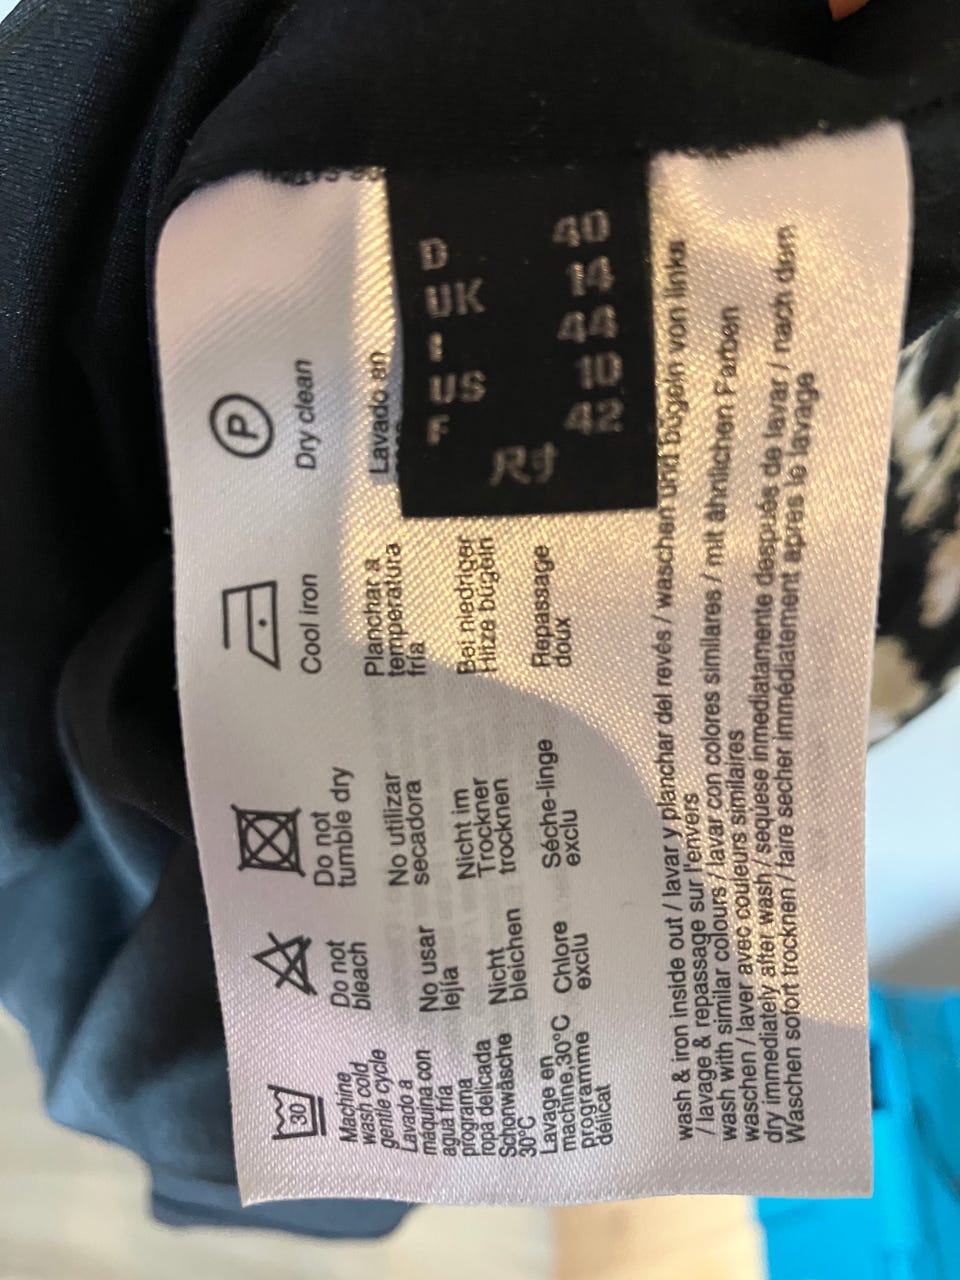 30
Machine
wash cold
gentle cycle
Lavado a
máquina con
agua fría
programa
ropa delicada
Schonwäsche
30°C
Lavage en
machine,30°C
programme
délicat
Do not
bleach
No usar
lejía
Nicht
bleichen
Chlore
exclu
Do not
tumble dry
No utilizar
secadora
Nicht im
Trockner
trocknen
Séche-linge
exclu
Cool iron
Planchar a
temperatura
fría
Bei niedriger
Hitze bügeln
Repassage
doux
P
Dry clean
Lavado en
D 40
UK 14
I 44
US 10
F 42
尺寸
wash & iron inside out / lavar y planchar del revés / waschen und bügeln von links
/ lavage & repassage sur l'envers
wash with similar colours / lavar con colores similares / mit ähnlichen Farben
waschen / laver avec couleurs similaires
dry immediately after wash / sequese inmediatamente después de lavar / nach dem
Waschen sofort trocknen / faire secher immédiatement apres le lavage